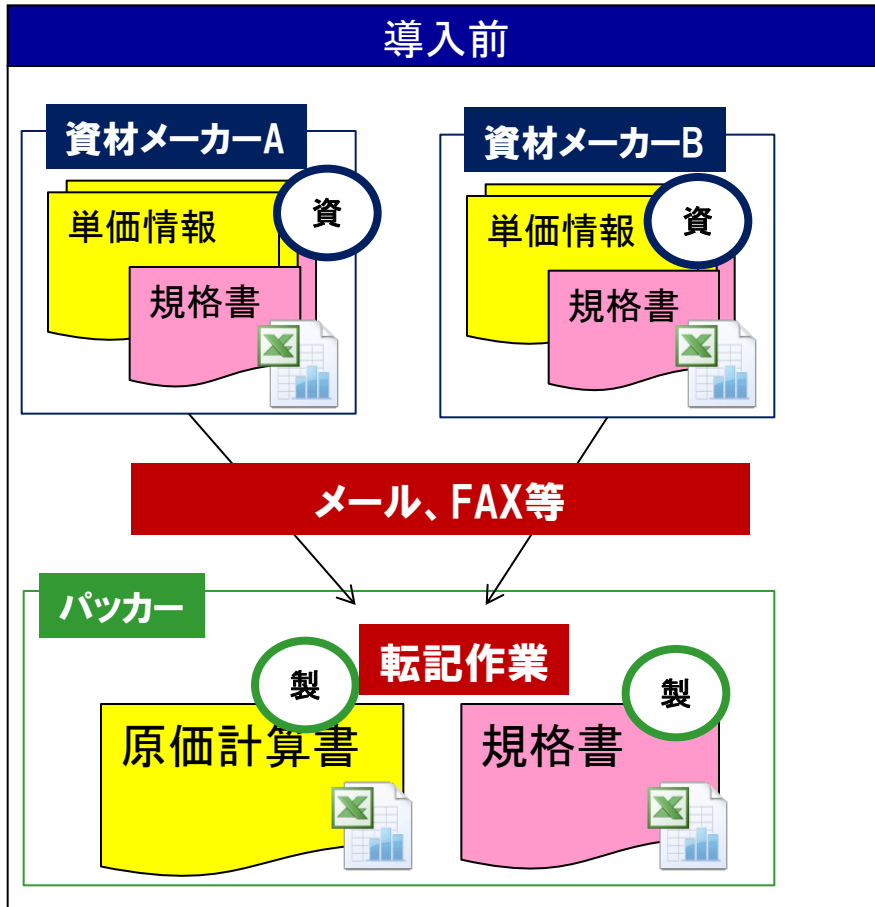 導入前
資材メーカーA
資材メーカーB
単価情報
資
規格書
単価情報
資
規格書
メール、FAX等
パッカー
転記作業
製
原価計算書
製
規格書